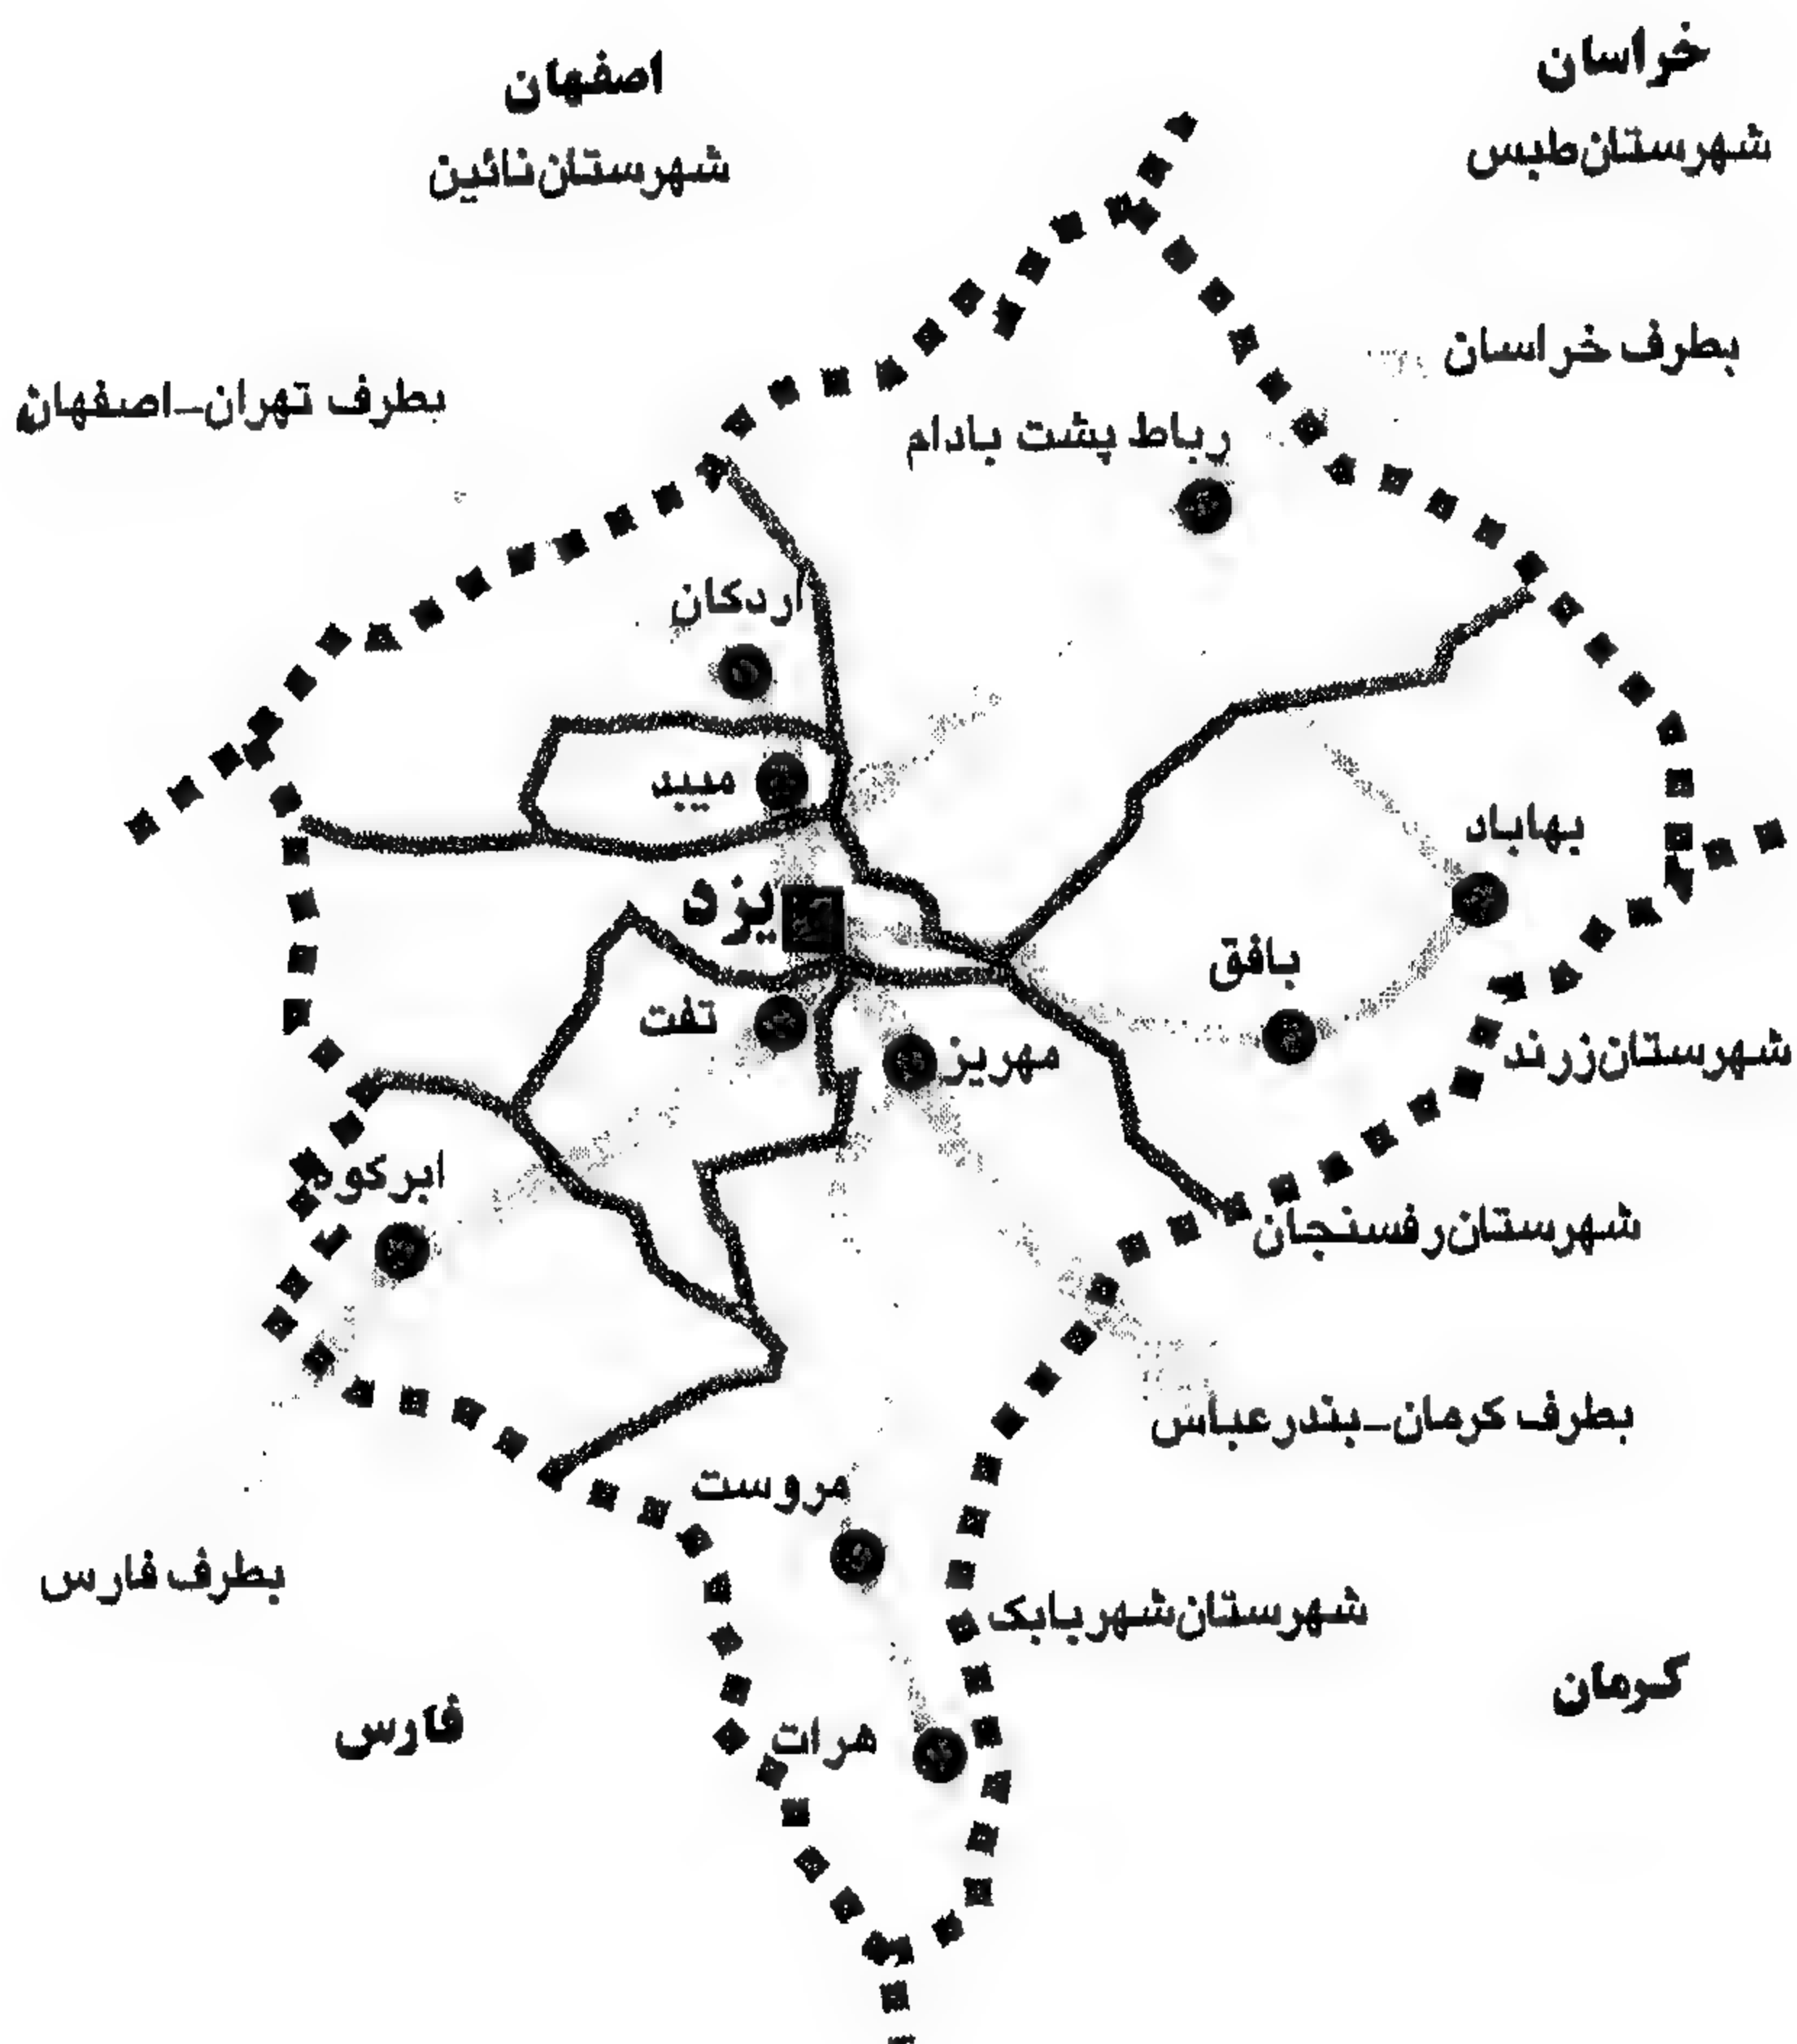 خراسان
شهرستان طبس
اصفهان
شهرستان نائین
بطرف خراسان
بطرف تهران-اصفهان
رباط پشت بادام
اردکان
میبد
بهاباد
یزد
بافق
تفت
مهریز
شهرستان زرند
ابرکوه
شهرستان رفسنجان
بطرف کرمان-بندرعباس
مروست
بطرف فارس
شهرستان شهربابک
کرمان
فارس
هرات